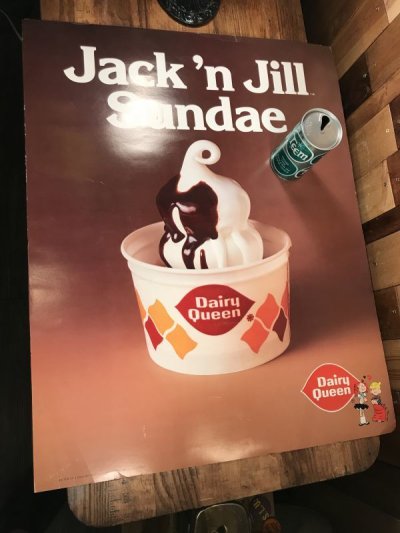 Jack 'n Jill
Sundae
Dairy
Queen
Dairy
Queen